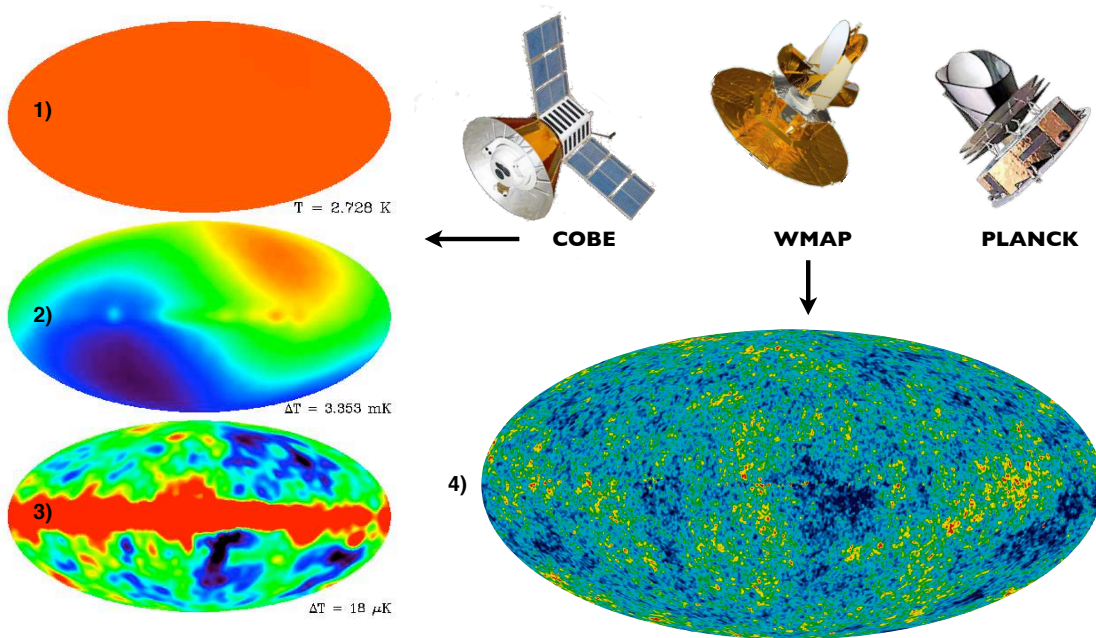 1)
T = 2.728 K
2)
ΔT = 3.353 mK
3)
ΔT = 18 μK
COBE
WMAP
PLANCK
4)